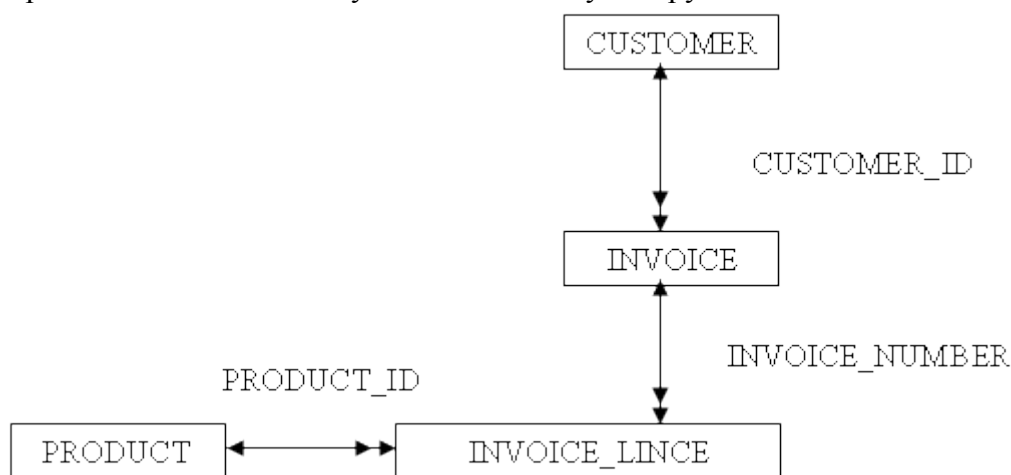 CUSTOMER
CUSTOMER_ID
INVOICE
INVOICE_NUMBER
PRODUCT_ID
PRODUCT
INVOICE_LINCE